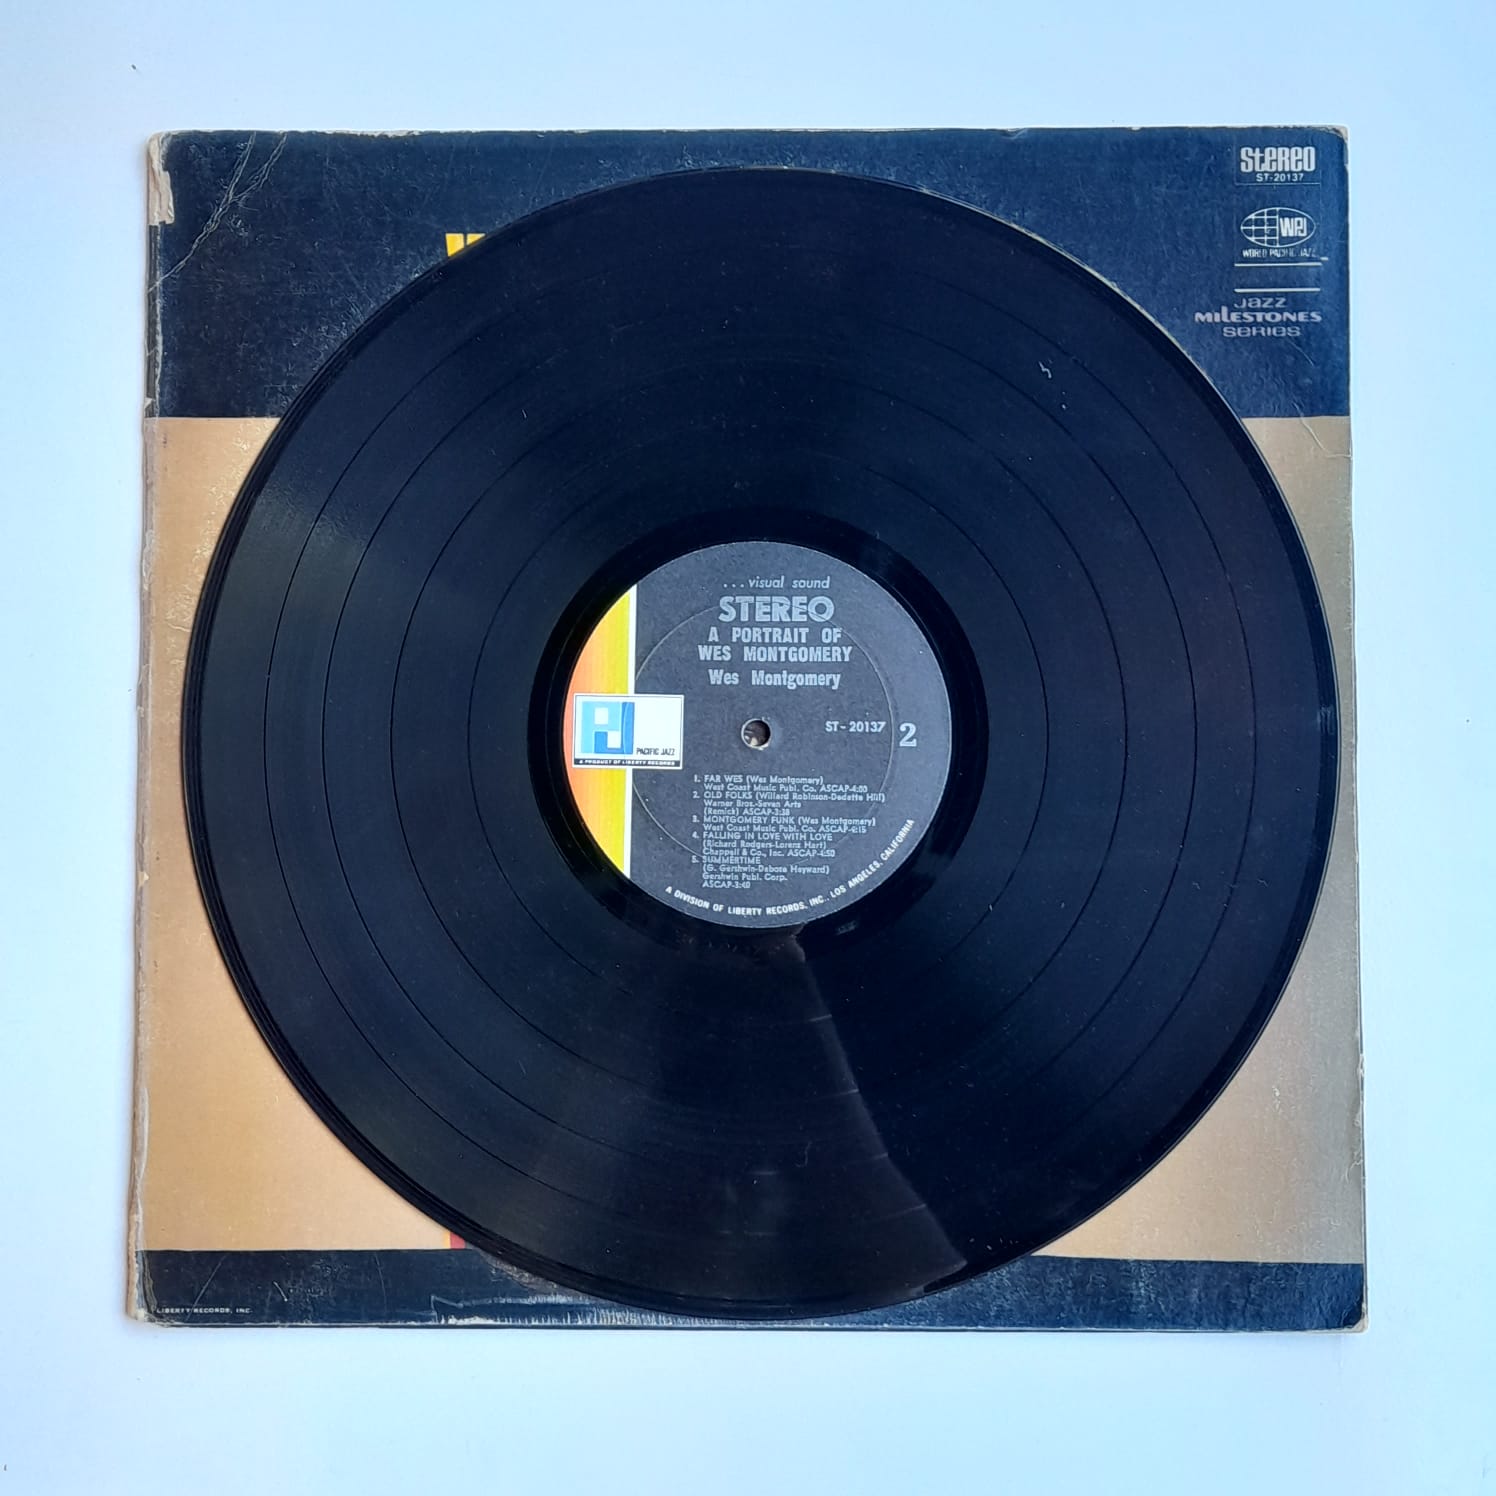 Stereo
ST-20137
WPJ
WORLD PACIFIC JAZZ
Jazz
MILESTONES
SERIES
...visual sound
STEREO
A PORTRAIT OF
WES MONTGOMERY
Wes Montgomery
ST-20137 2
PJ
PACIFIC JAZZ
A PRODUCT OF LIBERTY RECORDS
1. FAR WES (Wes Montgomery)
West Coast Music Publ. Co. ASCAP-4:00
2. OLD FOLKS (Willard Robinson-Dedette Hill)
Warner Bros.-Seven Arts
(Remick) ASCAP-3:38
3. MONTGOMERY FUNK (Wes Montgomery)
West Coast Music Publ. Co. ASCAP-4:15
4. FALLING IN LOVE WITH LOVE
(Richard Rodgers-Lorenz Hart)
Chappell & Co., Inc. ASCAP-4:50
5. SUMMERTIME
(G. Gershwin-Debose Heyward)
Gershwin Publ. Corp.
ASCAP-3:40
A DIVISION OF LIBERTY RECORDS, INC., LOS ANGELES, CALIFORNIA
LIBERTY RECORDS, INC.